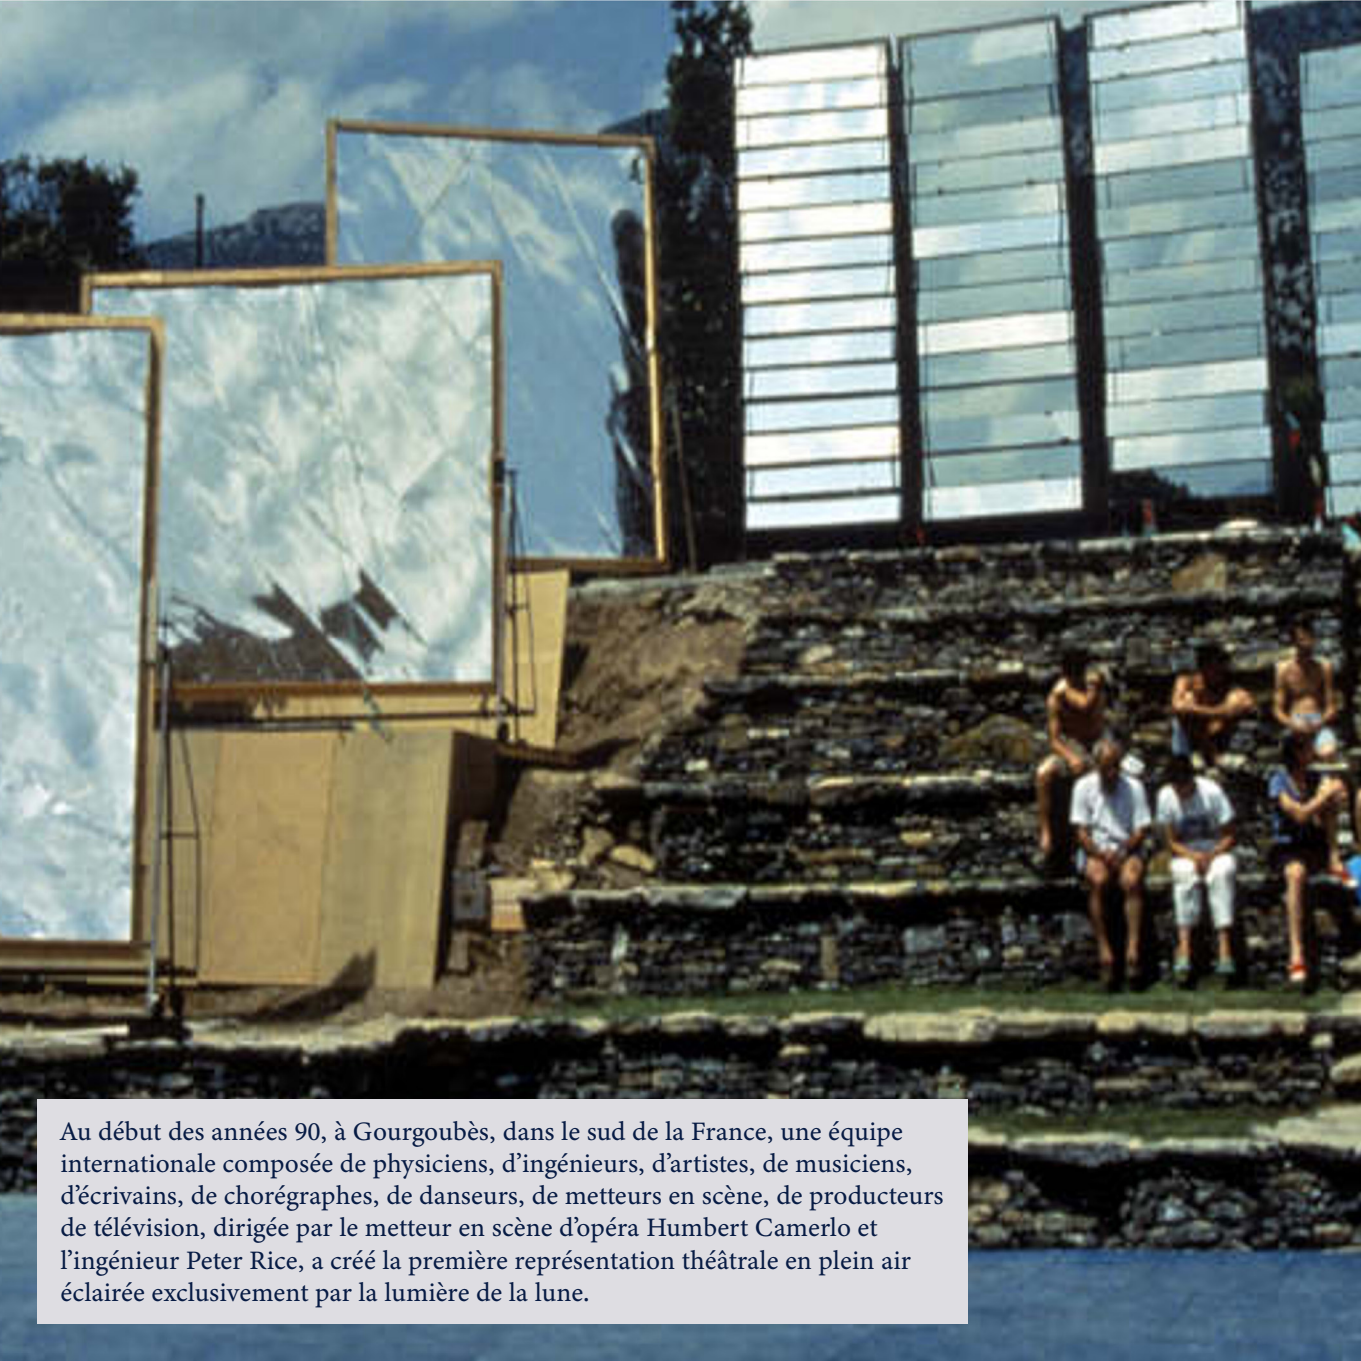 Au début des années 90, à Gourgoubès, dans le sud de la France, une équipe
internationale composée de physiciens, d’ingénieurs, d’artistes, de musiciens,
d’écrivains, de chorégraphes, de danseurs, de metteurs en scène, de producteurs
de télévision, dirigée par le metteur en scène d’opéra Humbert Camerlo et
l’ingénieur Peter Rice, a créé la première représentation théâtrale en plein air
éclairée exclusivement par la lumière de la lune.